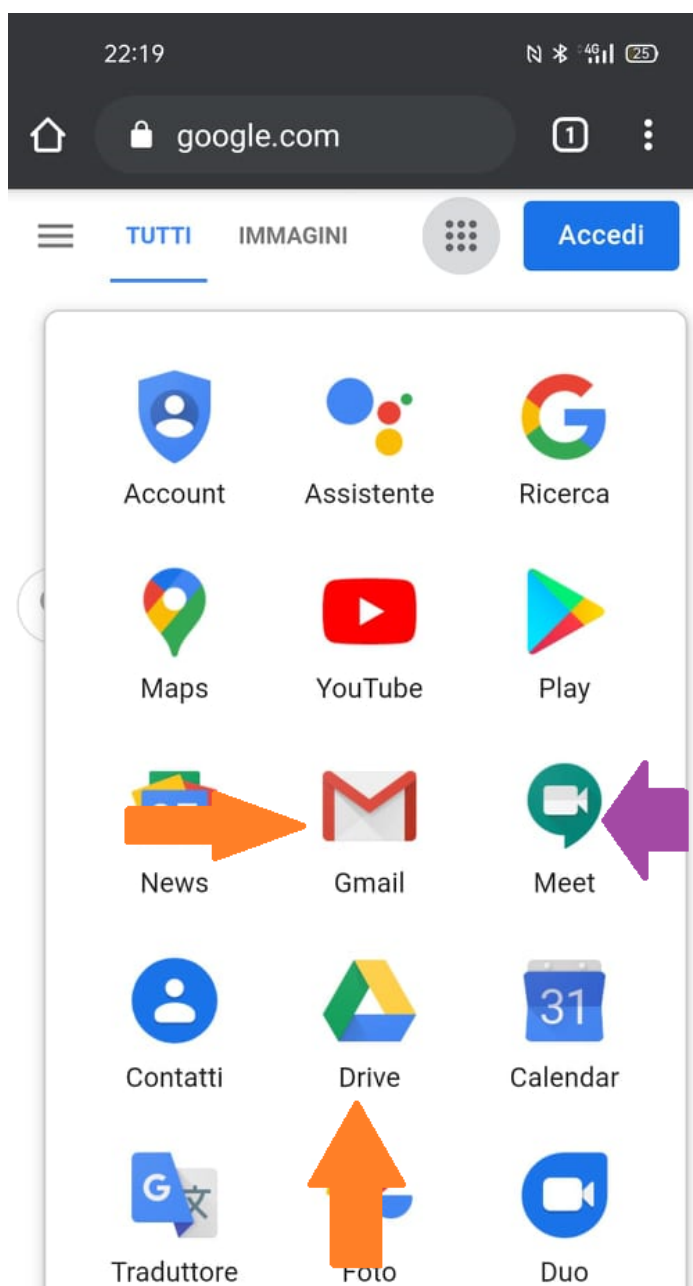 22:19 4G 25
google.com 1
TUTTI IMMAGINI Accedi
Account Assistente Ricerca
Maps YouTube Play
News Gmail Meet
31
Contatti Drive Calendar
G 文
Traduttore Foto Duo